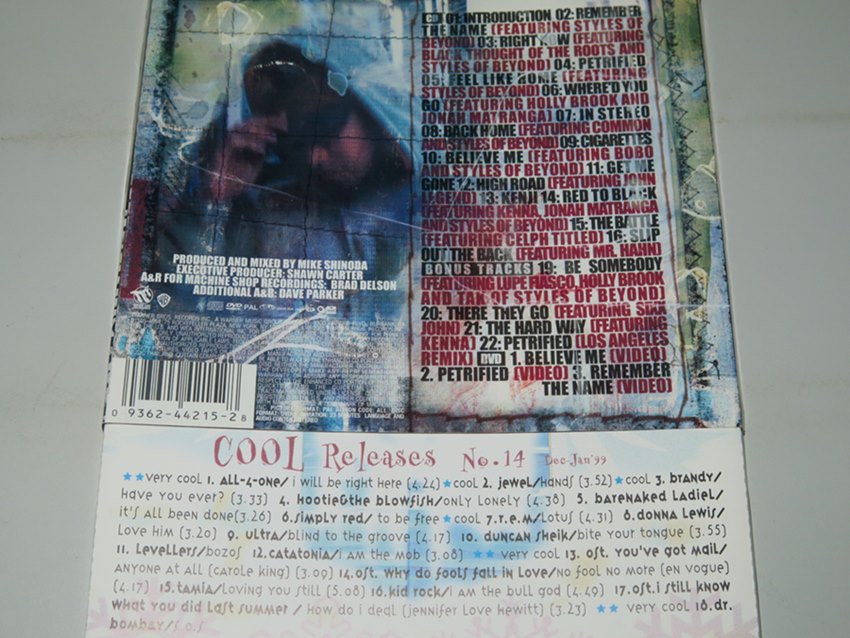 CD 01: INTRODUCTION 02: REMEMBER
THE NAME (FEATURING STYLES OF
BEYOND) 03: RIGHT NOW (FEATURING
BLACK THOUGHT OF THE ROOTS AND
STYLES OF BEYOND) 04: PETRIFIED
05: FEEL LIKE HOME (FEATURING
STYLES OF BEYOND) 06: WHERE'D YOU
GO (FEATURING HOLLY BROOK AND
JONAH MATRANGA) 07: IN STEREO
08: BACK HOME (FEATURING COMMON
AND STYLES OF BEYOND) 09: CIGARETTES
10: BELIEVE ME (FEATURING BOBO
AND STYLES OF BEYOND) 11: GET ME
GONE 12: HIGH ROAD (FEATURING JOHN
LEGEND) 13: KENJI 14: RED TO BLACK
(FEATURING KENNA, JONAH MATRANGA
AND STYLES OF BEYOND) 15: THE BATTLE
(FEATURING CELPH TITLED) 16: SLIP
OUT THE BACK (FEATURING MR. HAHN)
BONUS TRACKS 19: BE SOMEBODY
(FEATURING LUPE FIASCO, HOLLY BROOK
AND TAK OF STYLES OF BEYOND)
20: THERE THEY GO (FEATURING SIXX
JOHN) 21: THE HARD WAY (FEATURING
KENNA) 22: PETRIFIED (LOS ANGELES
REMIX) DVD 1. BELIEVE ME (VIDEO)
2. PETRIFIED (VIDEO) 3. REMEMBER
THE NAME (VIDEO)
PRODUCED AND MIXED BY MIKE SHINODA
EXECUTIVE PRODUCER: SHAWN CARTER
A&R FOR MACHINE SHOP RECORDINGS: BRAD DELSON
ADDITIONAL A&R: DAVE PARKER
DVD PAL
0 9362-44215-2 8
COOL Releases No.14 Dec-Jan'99
★★very cool 1. ALL-4-one/ i will be right here (4.24) ★cool 2. jewel/hands (3.52) ★cool 3. brandy/
have you ever? (3.33) 4. hootie&the blowfish/only lonely (4.38) 5. barenaked ladiel/
it's all been done(3.26) 6.simply red/ to be free ★cool 7.r.e.m/Lotus (4.31) 8.donna lewis/
Love him (3.20) 9. ultra/blind to the groove (4.17) 10. duncan sheik/bite your tongue (3.55)
11. Levellers/bozos 12.catatonia/i am the mob (3.08) ★★ very cool 13. ost. you've got mail/
anyone at all (carole king) (3.09) 14.ost. why do fools fall in Love/no fool no more (en vogue)
(4.17) 15.tamia/Loving you still (5.08) 16.kid rock/i am the bull god (4.49) 17.ost.i still know
what you did last summer / how do i deal (jennifer Love hewitt) (3.23) ★★ very cool 18.dr.
bombay/s.o.s